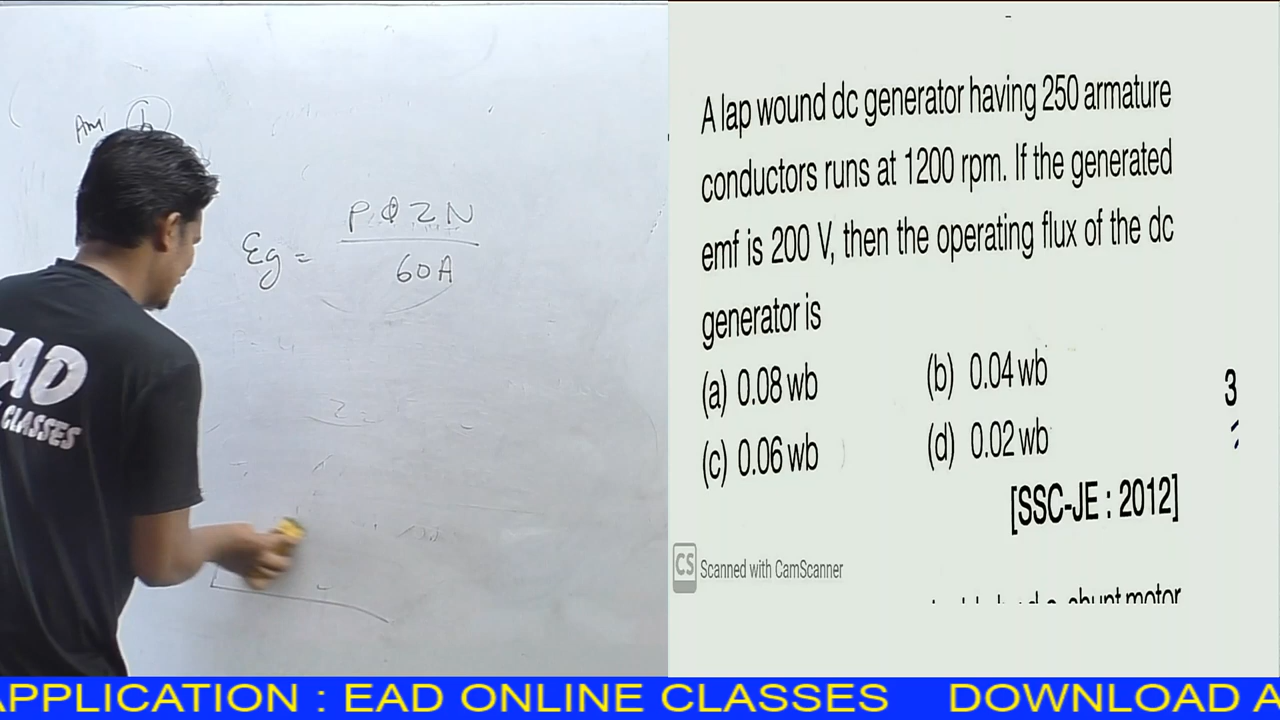 Ans (b)
Eg = PΦZN
60A
EAD
CLASSES
A lap wound dc generator having 250 armature
conductors runs at 1200 rpm. If the generated
emf is 200 V, then the operating flux of the dc
generator is
(a) 0.08 wb (b) 0.04 wb
(c) 0.06 wb (d) 0.02 wb
[SSC-JE : 2012]
3
CS Scanned with CamScanner
shunt motor
APPLICATION : EAD ONLINE CLASSES DOWNLOAD A